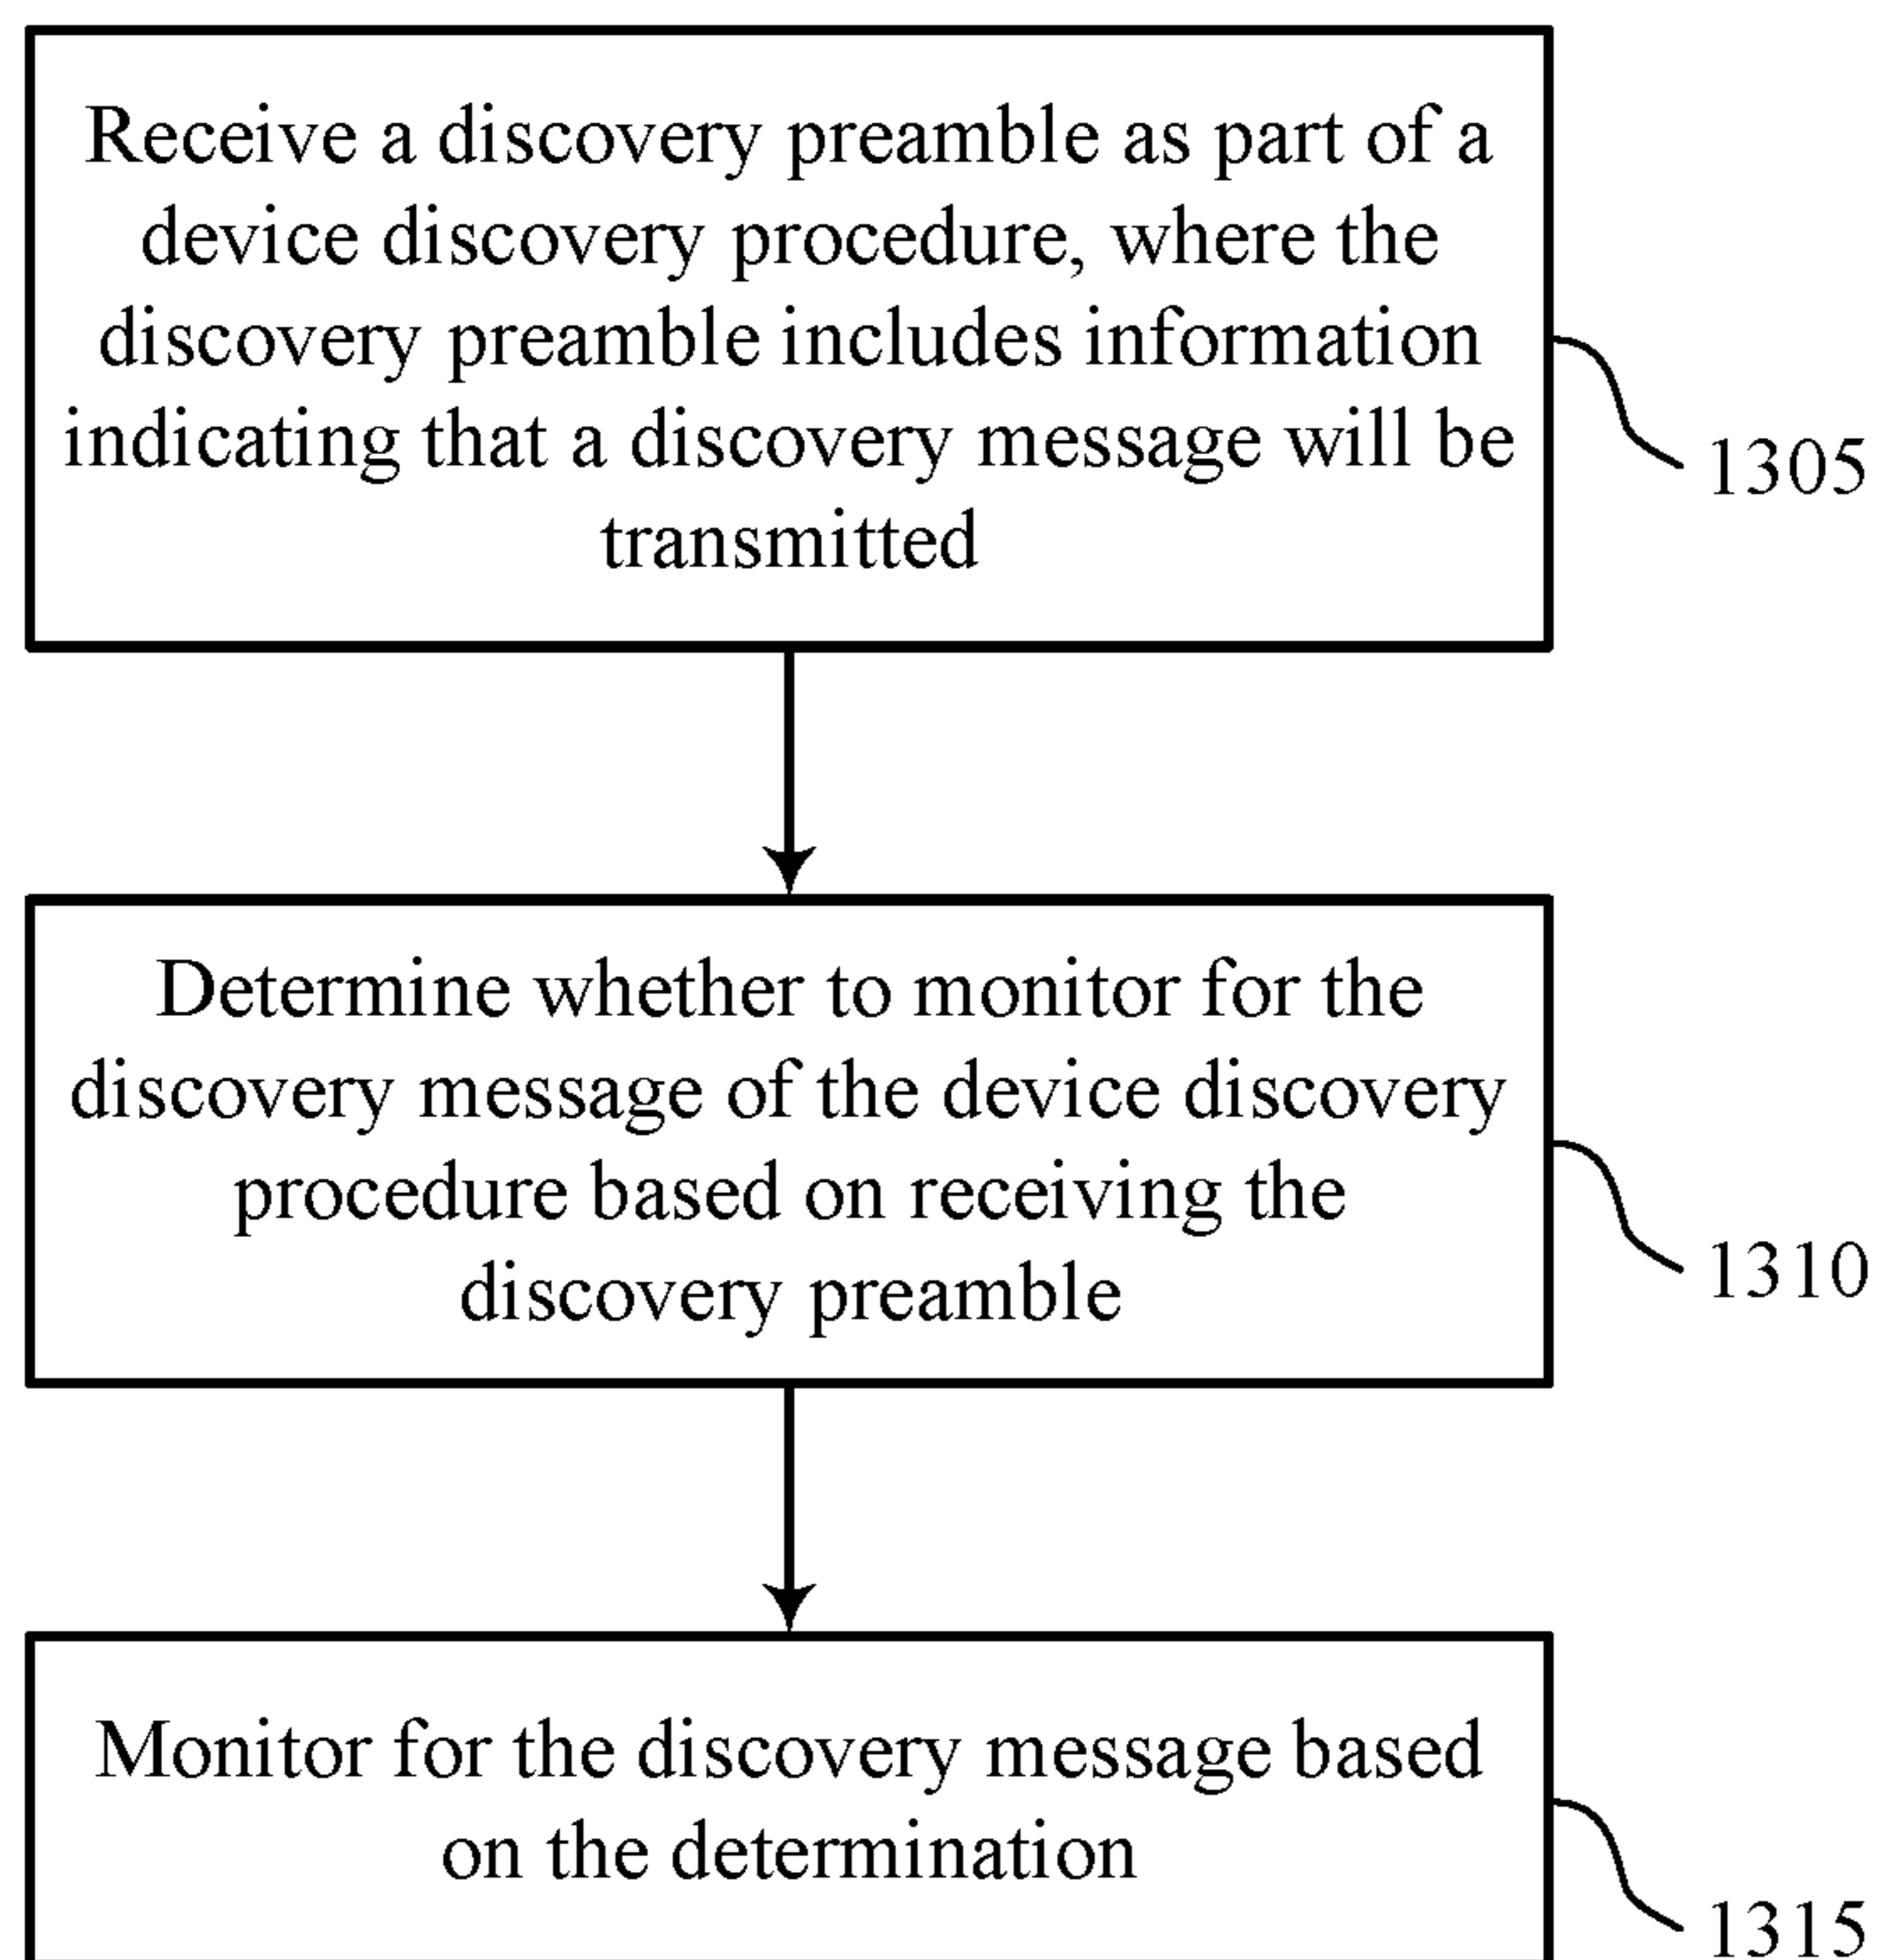 Receive a discovery preamble as part of a
device discovery procedure, where the
discovery preamble includes information
indicating that a discovery message will be
transmitted
1305
Determine whether to monitor for the
discovery message of the device discovery
procedure based on receiving the
discovery preamble
1310
Monitor for the discovery message based
on the determination
1315